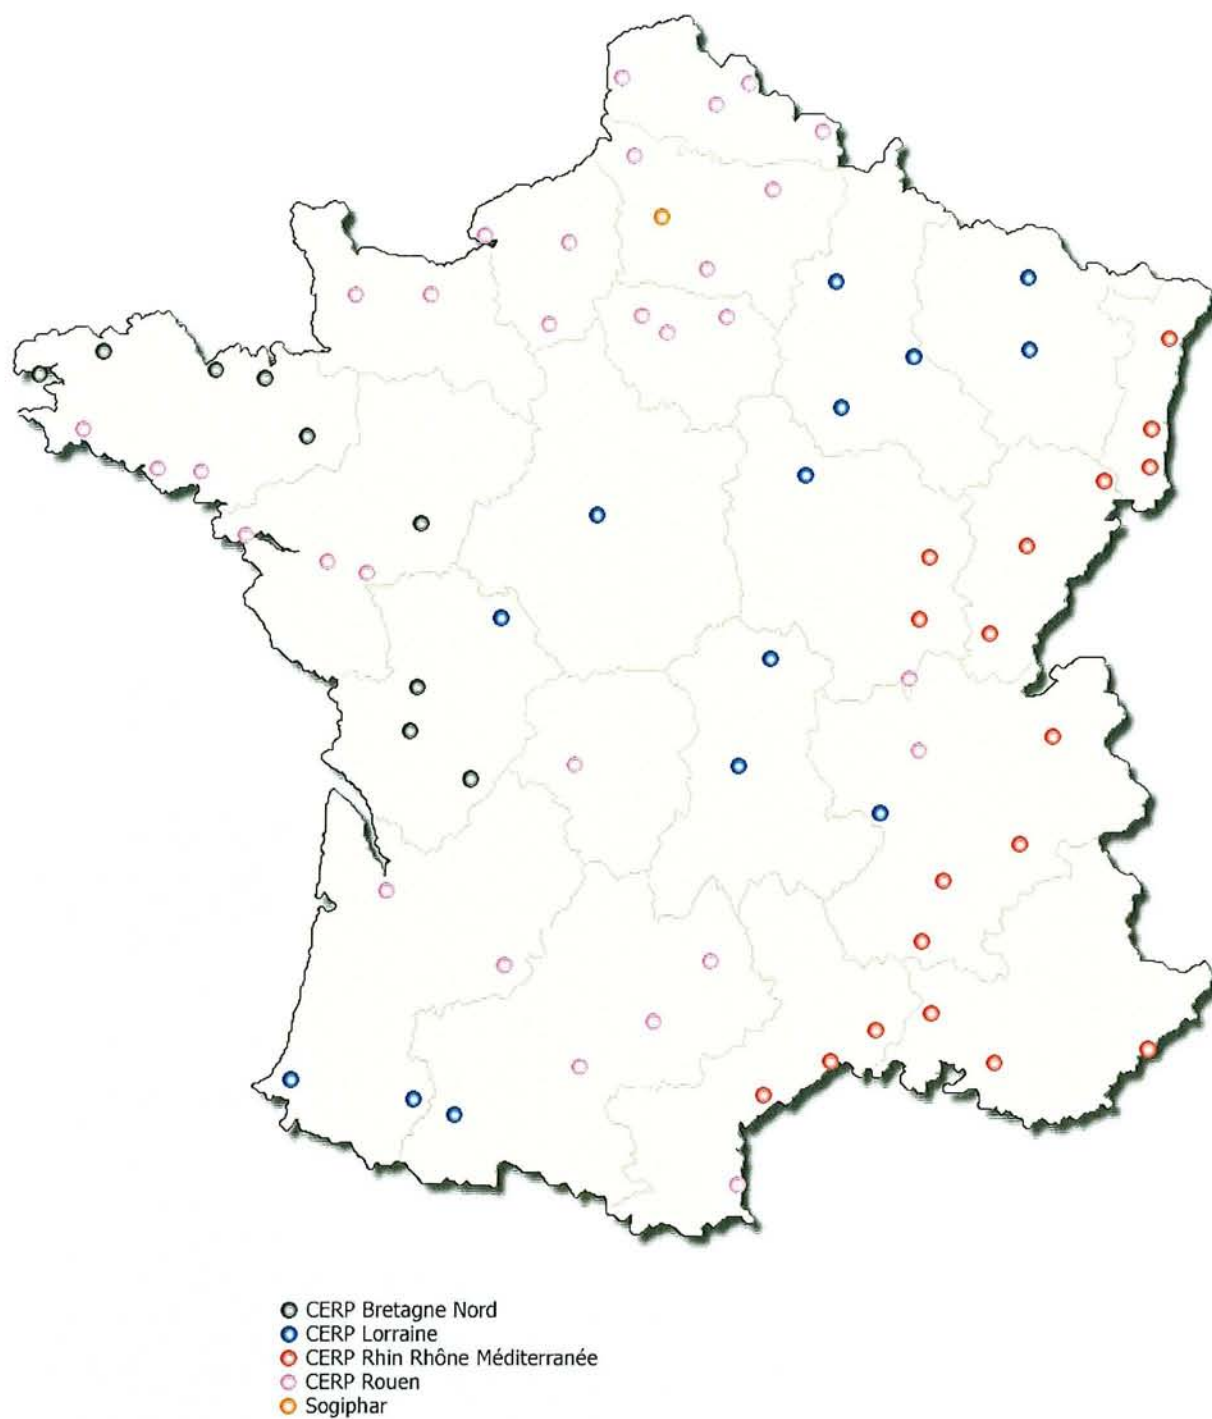 CERP Bretagne Nord
CERP Lorraine
CERP Rhin Rhône Méditerranée
CERP Rouen
Sogiphar